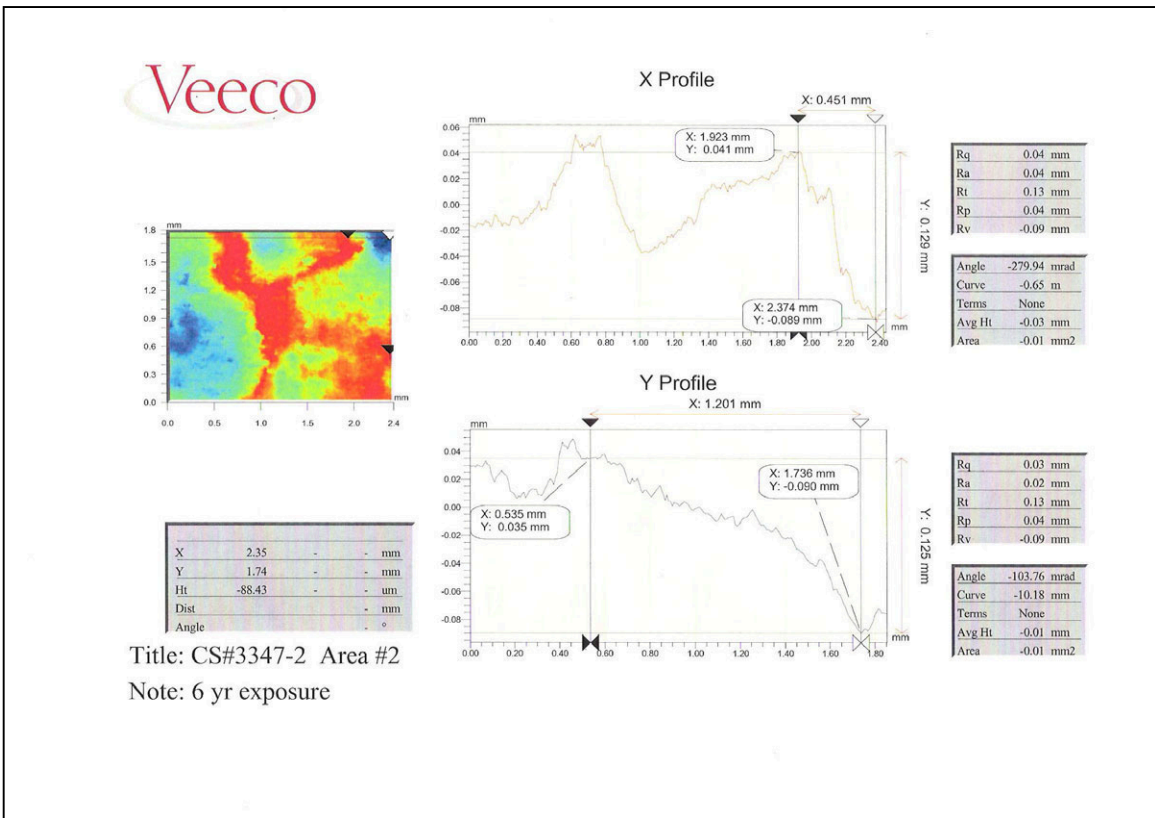 Veeco
X Profile
X: 0.451 mm
mm
0.06
0.04
0.02
0.00
-0.02
-0.04
-0.06
-0.08
X: 1.923 mm
Y: 0.041 mm
X: 2.374 mm
Y: -0.089 mm
Y: 0.129 mm
mm
0.00 0.20 0.40 0.60 0.80 1.00 1.20 1.40 1.60 1.80 2.00 2.20 2.40
Rq 0.04 mm
Ra 0.04 mm
Rt 0.13 mm
Rp 0.04 mm
Rv -0.09 mm
Angle -279.94 mrad
Curve -0.65 m
Terms None
Avg Ht -0.03 mm
Area -0.01 mm2
mm
1.8
1.5
1.2
0.9
0.6
0.3
0.0
mm
0.0 0.5 1.0 1.5 2.0 2.4
Y Profile
X: 1.201 mm
mm
0.04
0.02
0.00
-0.02
-0.04
-0.06
-0.08
X: 0.535 mm
Y: 0.035 mm
X: 1.736 mm
Y: -0.090 mm
Y: 0.125 mm
mm
0.00 0.20 0.40 0.60 0.80 1.00 1.20 1.40 1.60 1.80
Rq 0.03 mm
Ra 0.02 mm
Rt 0.13 mm
Rp 0.04 mm
Rv -0.09 mm
Angle -103.76 mrad
Curve -10.18 mm
Terms None
Avg Ht -0.01 mm
Area -0.01 mm2
X 2.35 - - mm
Y 1.74 - - mm
Ht -88.43 - - um
Dist - mm
Angle - °
Title: CS#3347-2 Area #2
Note: 6 yr exposure